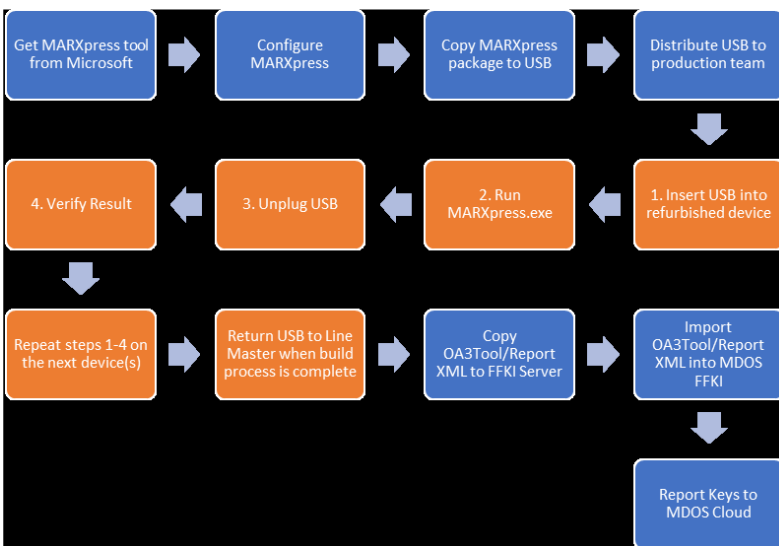 Get MARXpress tool
from Microsoft
Configure
MARXpress
Copy MARXpress
package to USB
Distribute USB to
production team
1. Insert USB into
refurbished device
2. Run
MARXpress.exe
3. Unplug USB
4. Verify Result
Repeat steps 1-4 on
the next device(s)
Return USB to Line
Master when build
process is complete
Copy
OA3Tool/Report
XML to FFKI Server
Import
OA3Tool/Report
XML into MDOS
FFKI
Report Keys to
MDOS Cloud